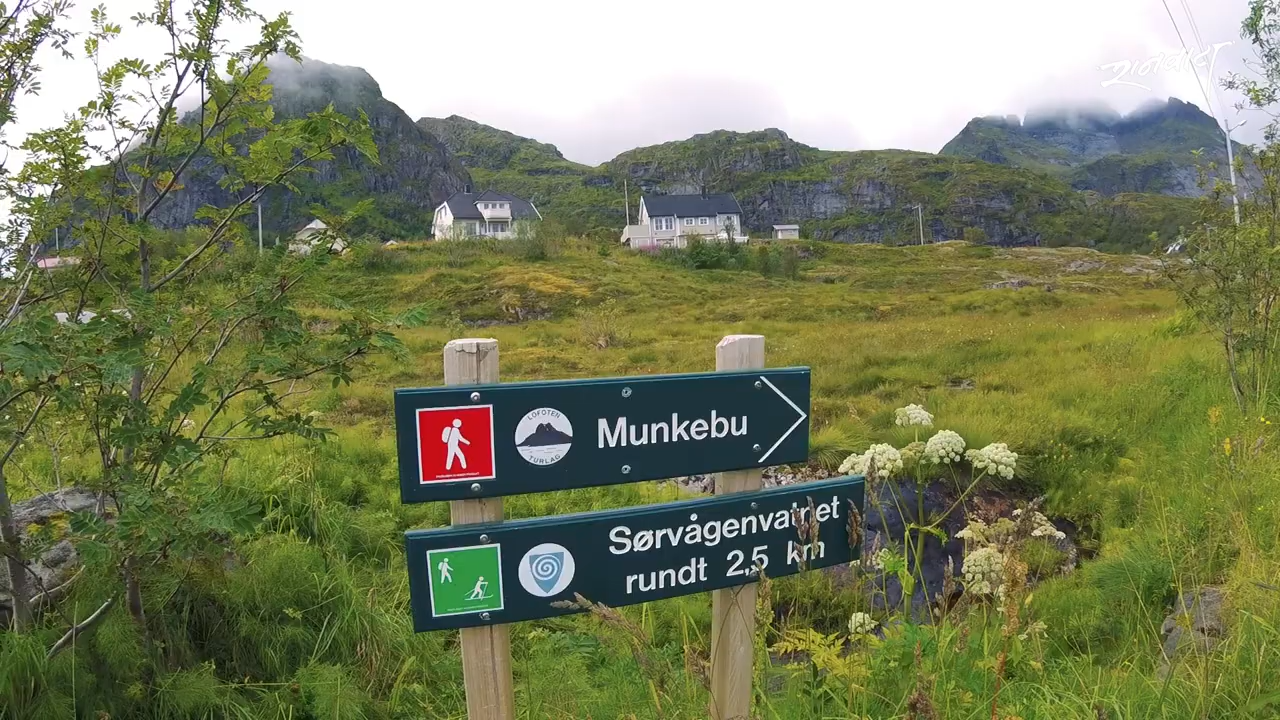 LOFOTEN
TURLAG
Munkebu
Sørvågenvatnet
rundt 2,5 km